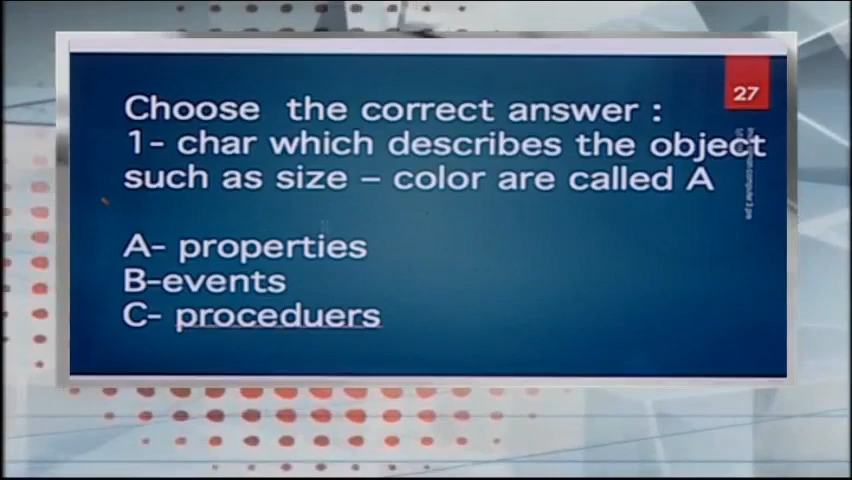 27
Choose the correct answer :
1- char which describes the object
such as size – color are called A
A- properties
B-events
C- proceduers